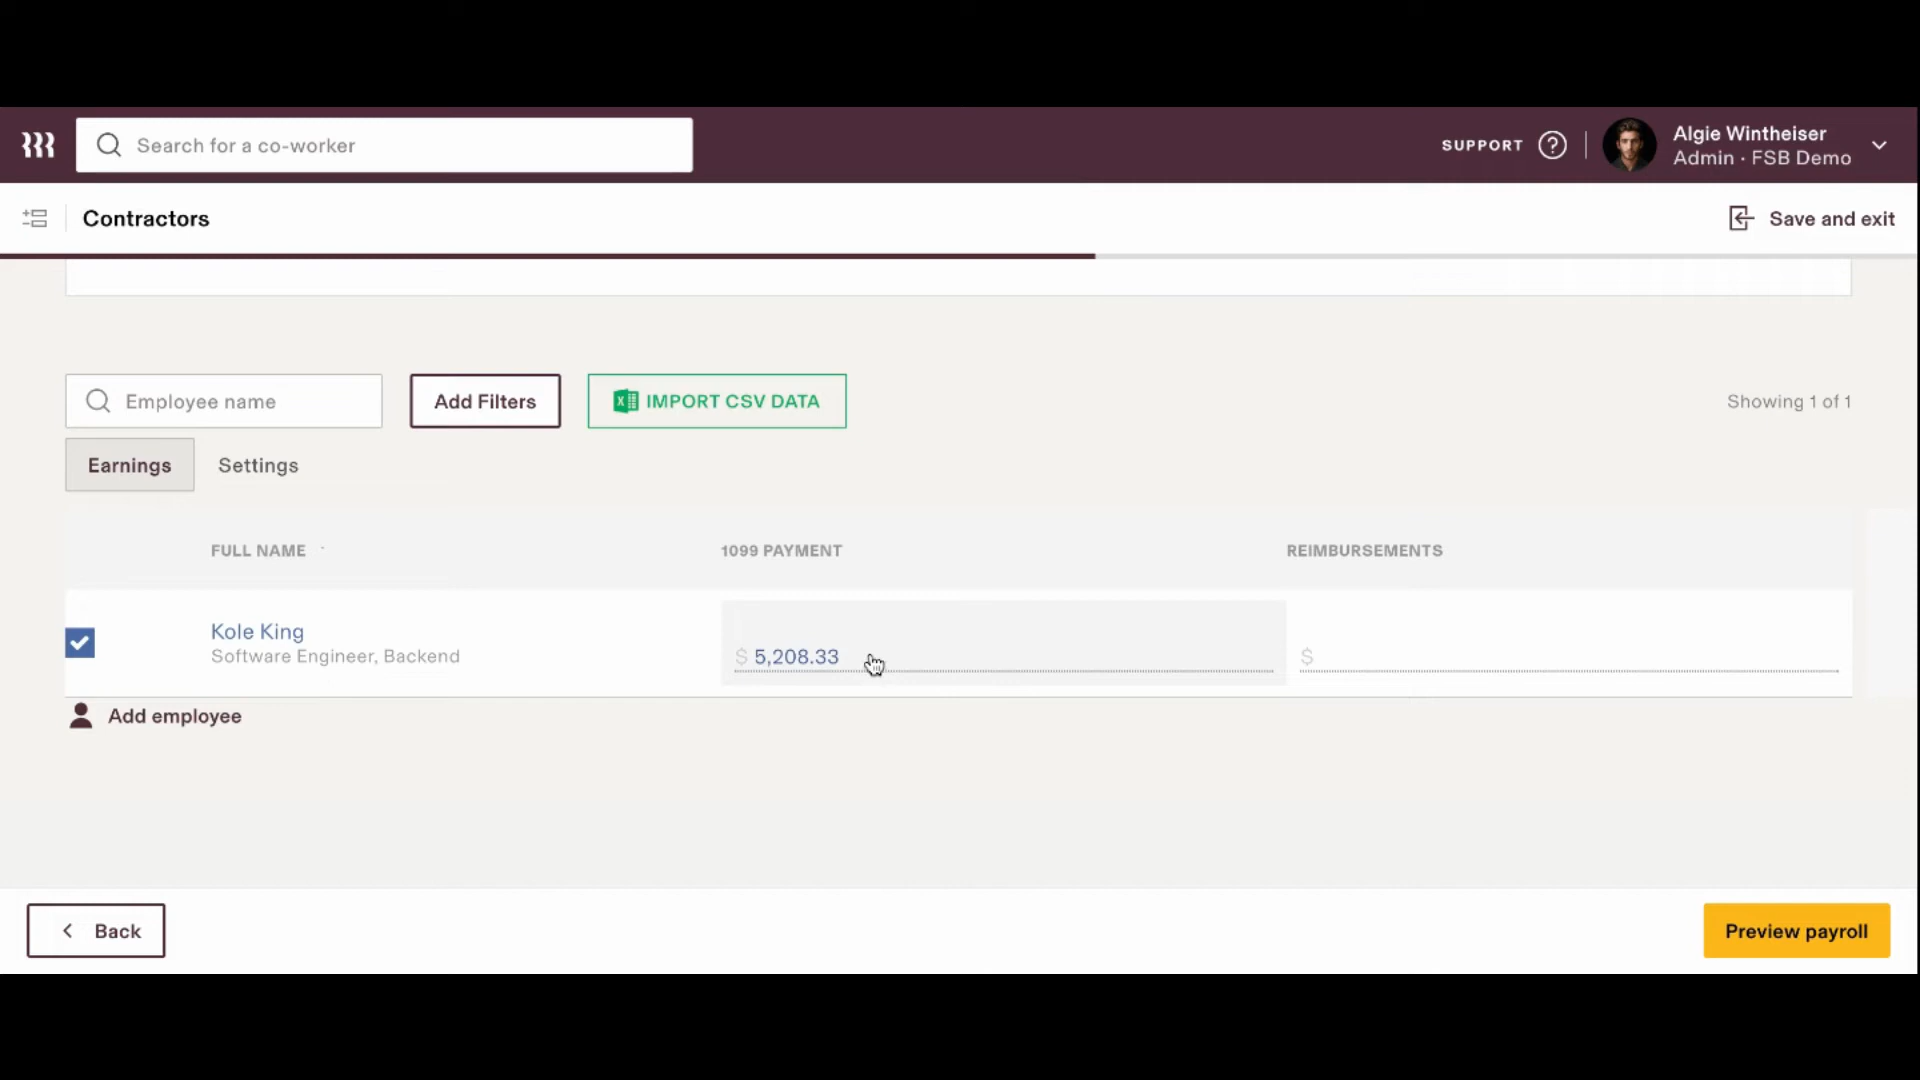 Search for a co-worker
SUPPORT
Algie Wintheiser
Admin · FSB Demo
Contractors
Save and exit
Employee name
Add Filters
IMPORT CSV DATA
Showing 1 of 1
Earnings
Settings
FULL NAME
1099 PAYMENT
REIMBURSEMENTS
Kole King
Software Engineer, Backend
$ 5,208.33
$
Add employee
Back
Preview payroll